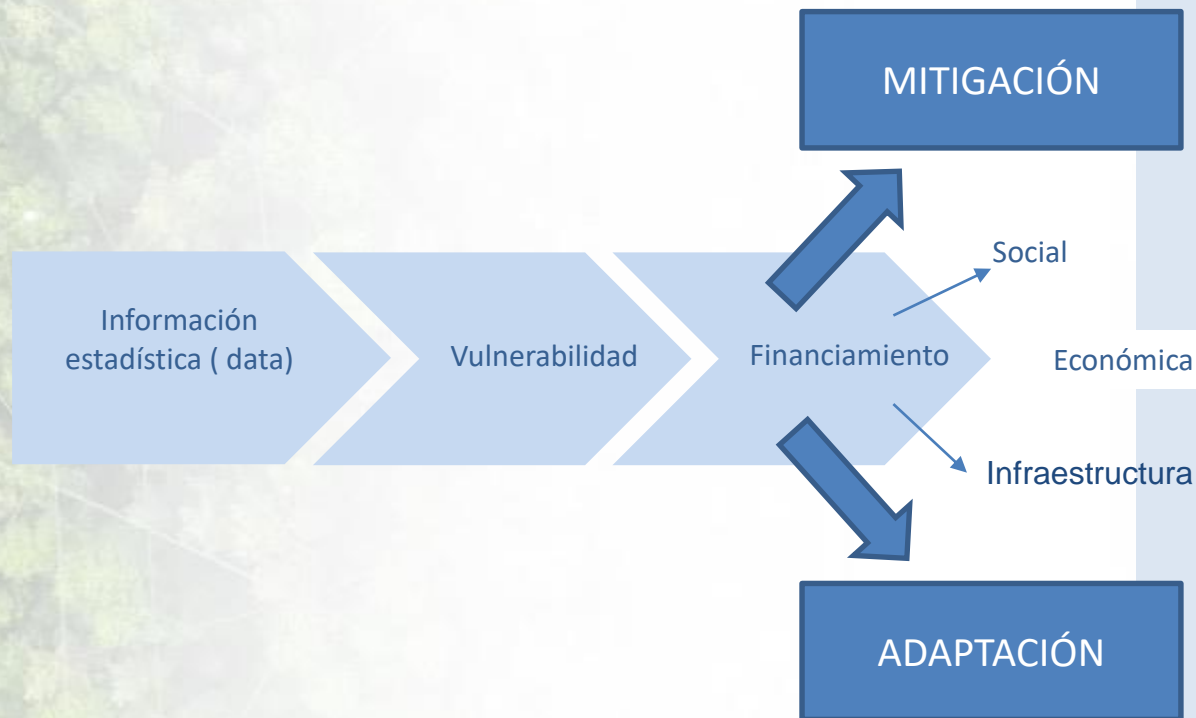 MITIGACIÓN
Social
Información
estadística ( data)
Vulnerabilidad
Financiamiento
Económica
Infraestructura
ADAPTACIÓN